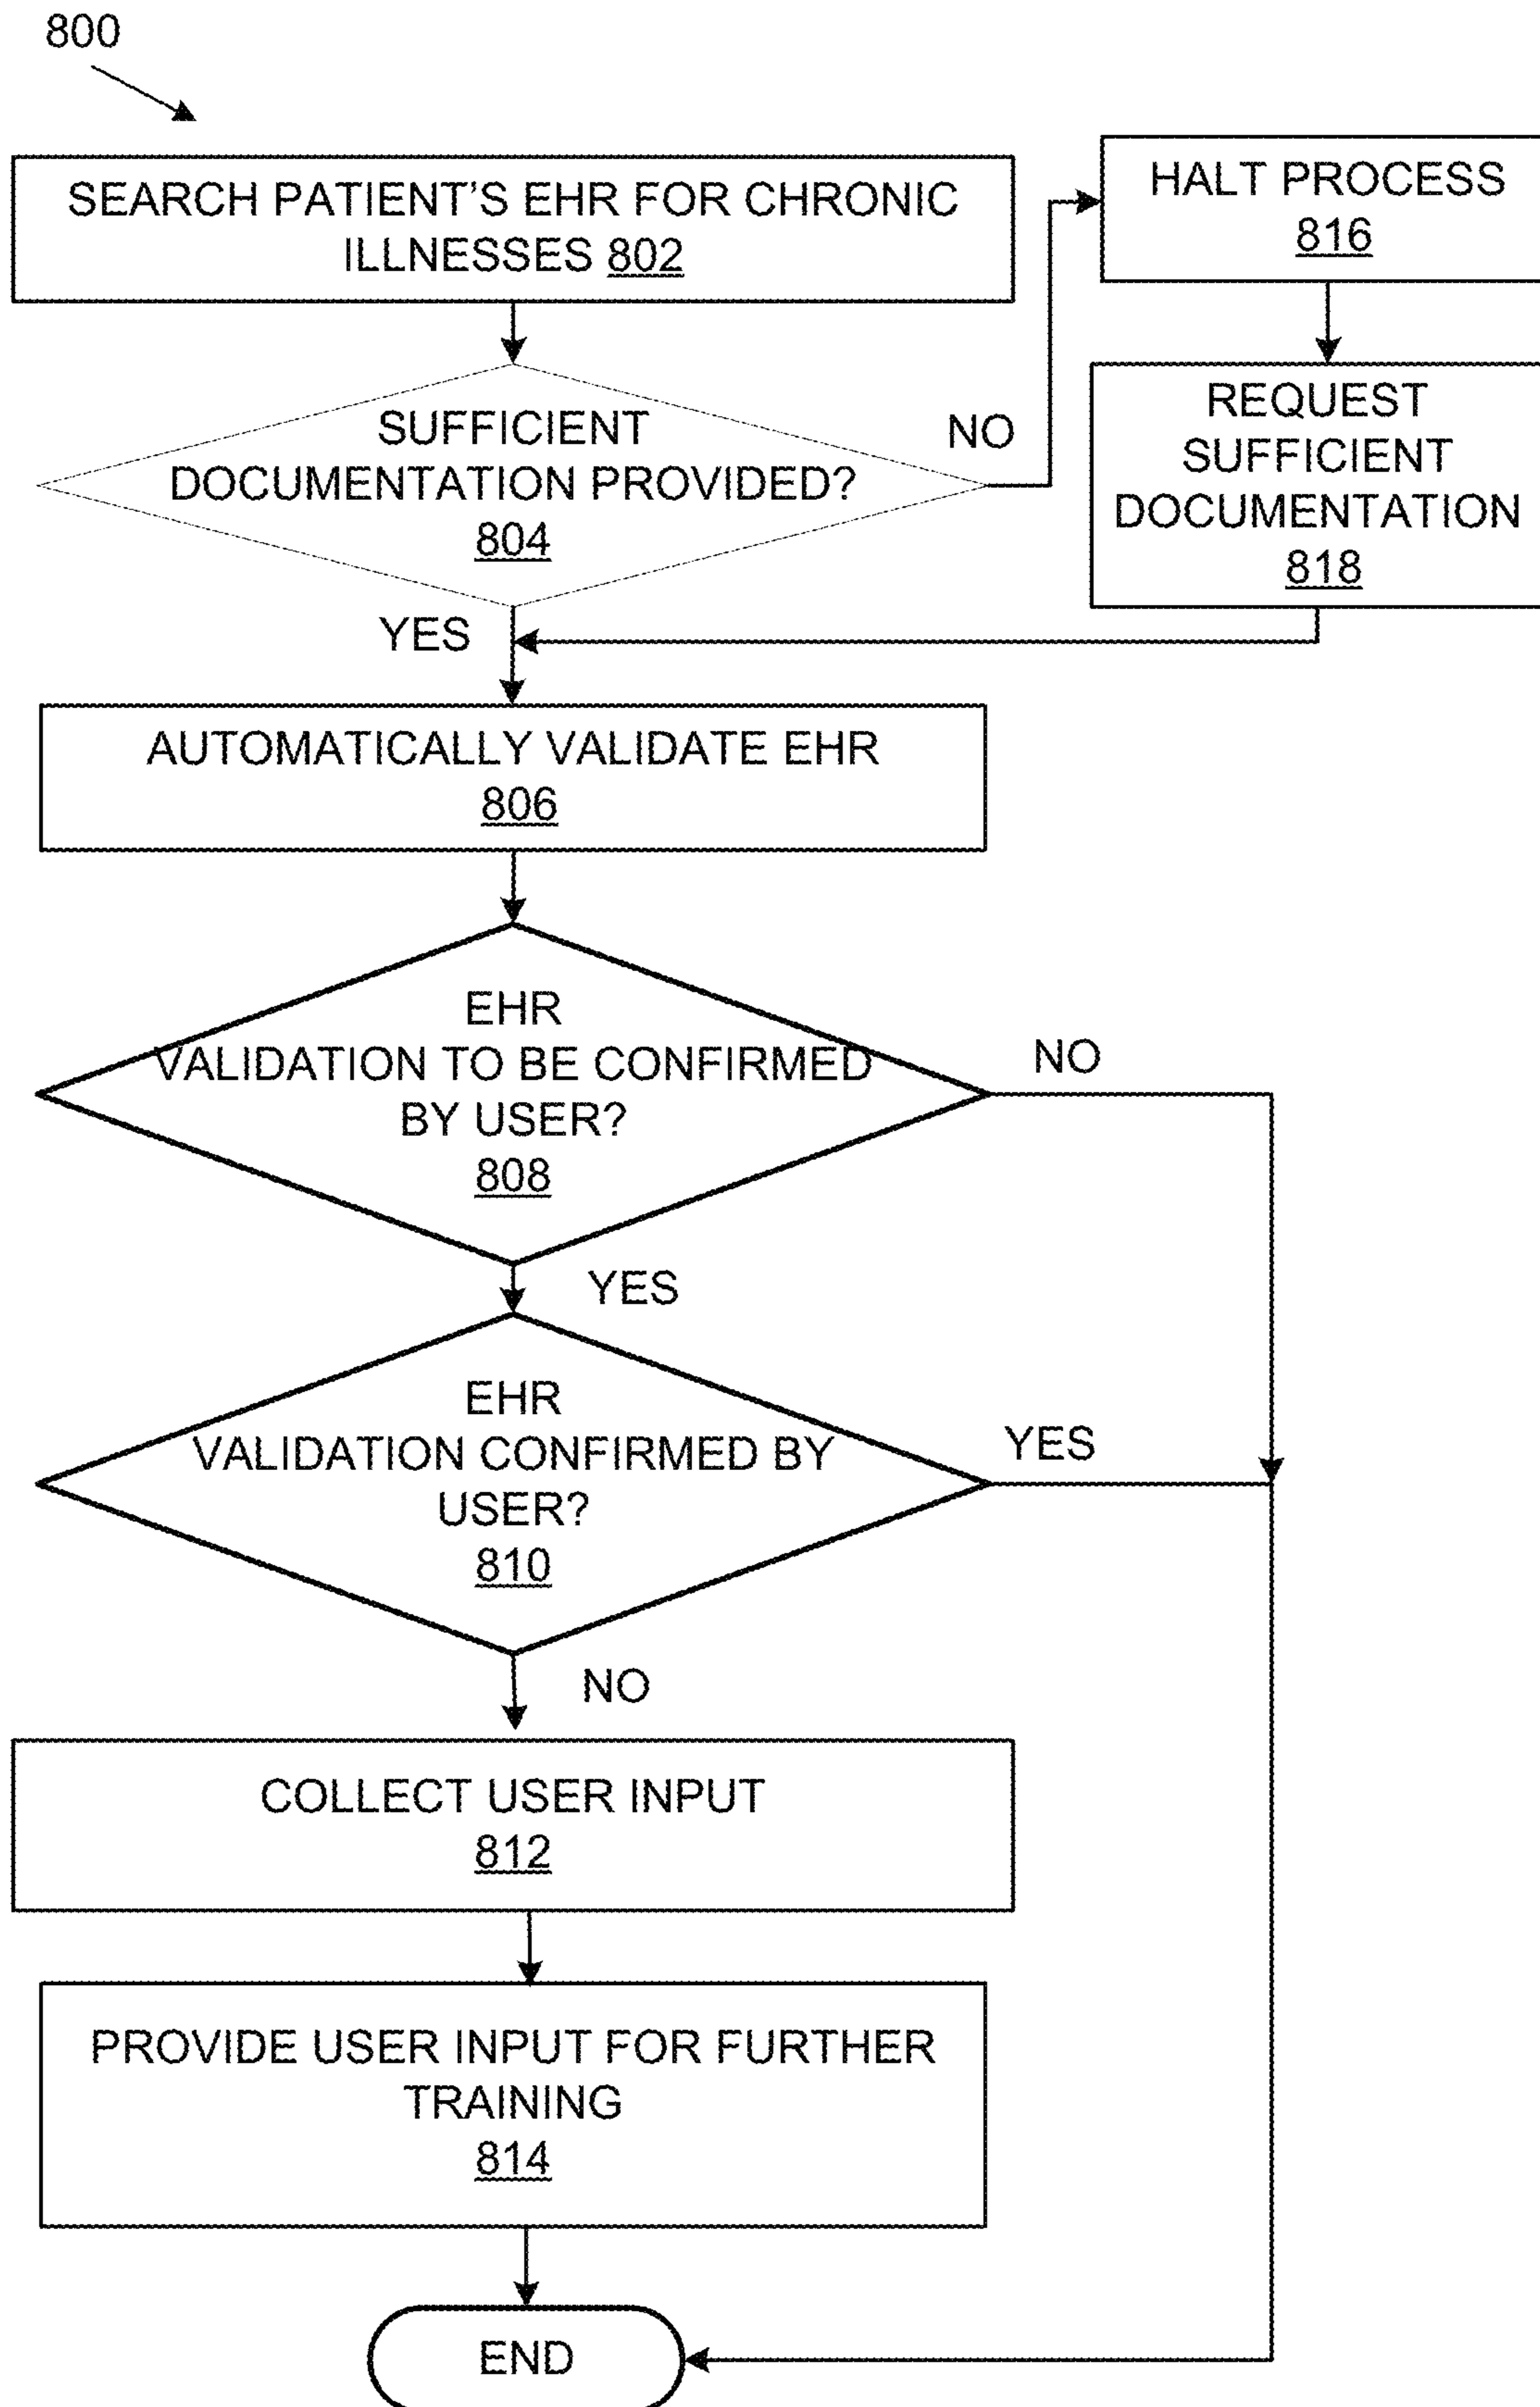 800
SEARCH PATIENT'S EHR FOR CHRONIC
ILLNESSES 802
HALT PROCESS
816
SUFFICIENT
DOCUMENTATION PROVIDED?
804
NO
REQUEST
SUFFICIENT
DOCUMENTATION
818
YES
AUTOMATICALLY VALIDATE EHR
806
EHR
VALIDATION TO BE CONFIRMED
BY USER?
808
NO
YES
EHR
VALIDATION CONFIRMED BY
USER?
810
YES
NO
COLLECT USER INPUT
812
PROVIDE USER INPUT FOR FURTHER
TRAINING
814
END